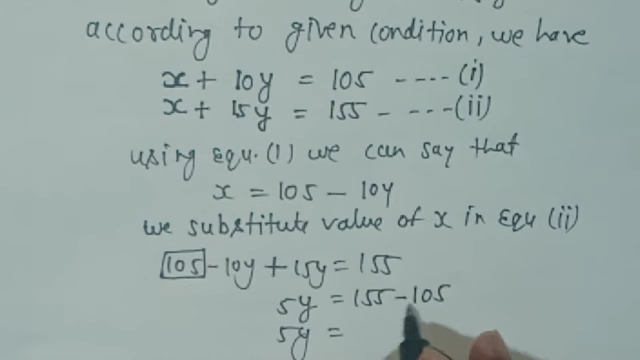 according to given condition, we have
x + 10y = 105 ---- (i)
x + 15y = 155 - --- (ii)
using equ. (1) we can say that
x = 105 - 10y
we substitute value of x in equ (ii)
105 - 10y + 15y = 155
5y = 155 - 105
5y =